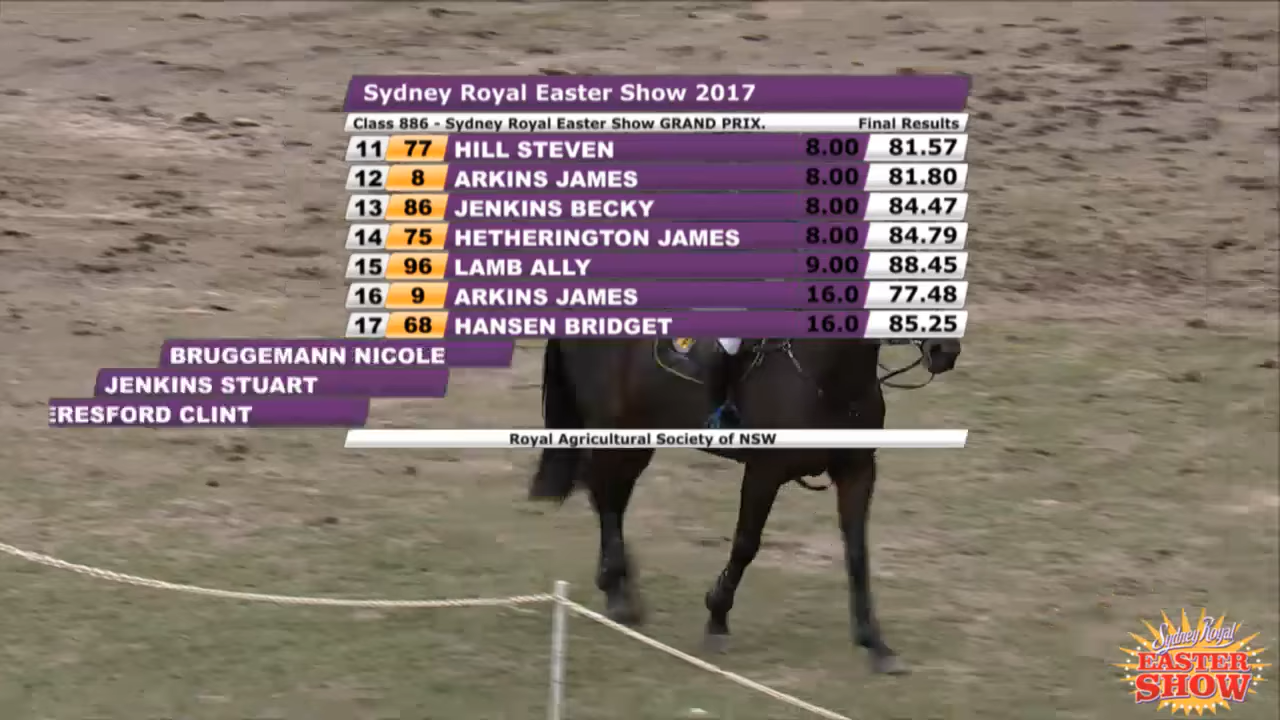 Sydney Royal Easter Show 2017
Class 886 - Sydney Royal Easter Show GRAND PRIX. Final Results
11 77 HILL STEVEN 8.00 81.57
12 8 ARKINS JAMES 8.00 81.80
13 86 JENKINS BECKY 8.00 84.47
14 75 HETHERINGTON JAMES 8.00 84.79
15 96 LAMB ALLY 9.00 88.45
16 9 ARKINS JAMES 16.0 77.48
17 68 HANSEN BRIDGET 16.0 85.25
BRUGGEMANN NICOLE
JENKINS STUART
ERESFORD CLINT
Royal Agricultural Society of NSW
Sydney Royal
EASTER
SHOW